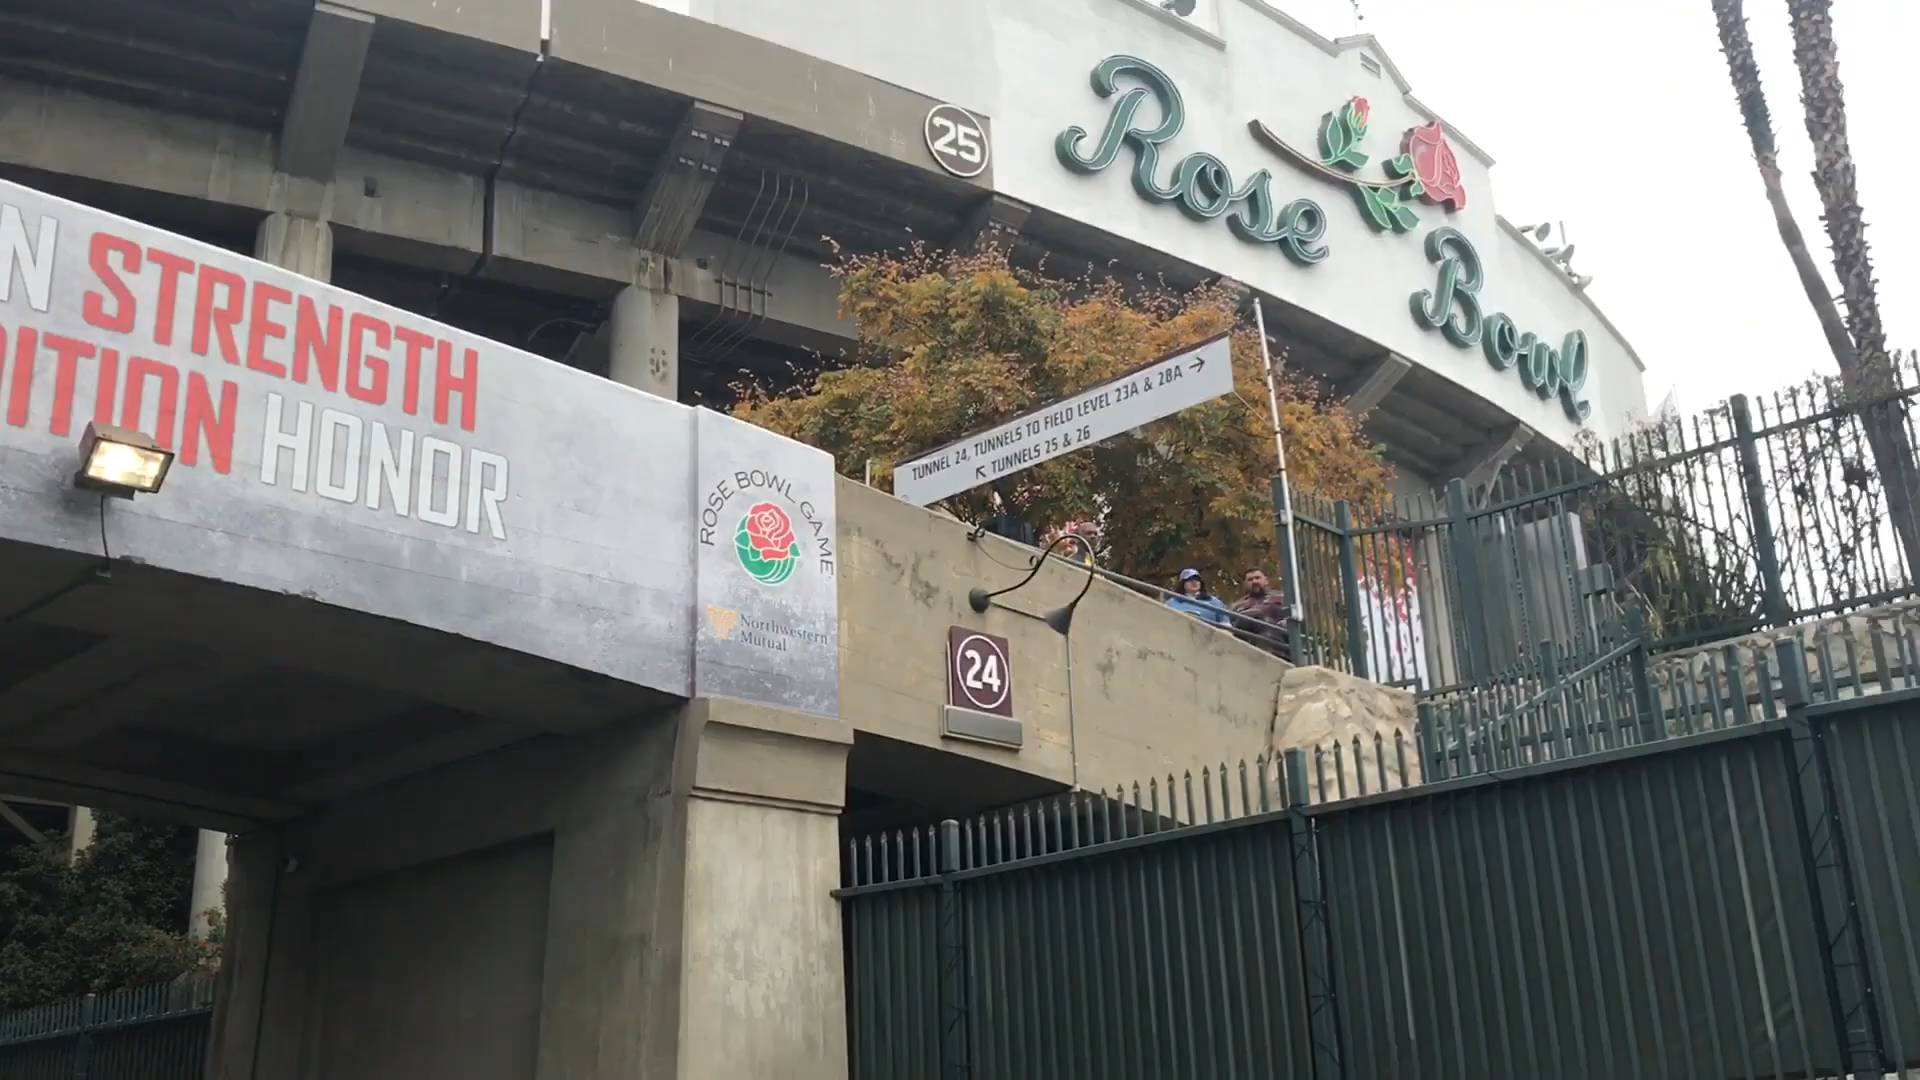 25
Rose
Bowl
N STRENGTH
DITION HONOR
TUNNEL 24, TUNNELS TO FIELD LEVEL 23A & 28A →
↖ TUNNELS 25 & 26
ROSE BOWL GAME
Northwestern
Mutual
24